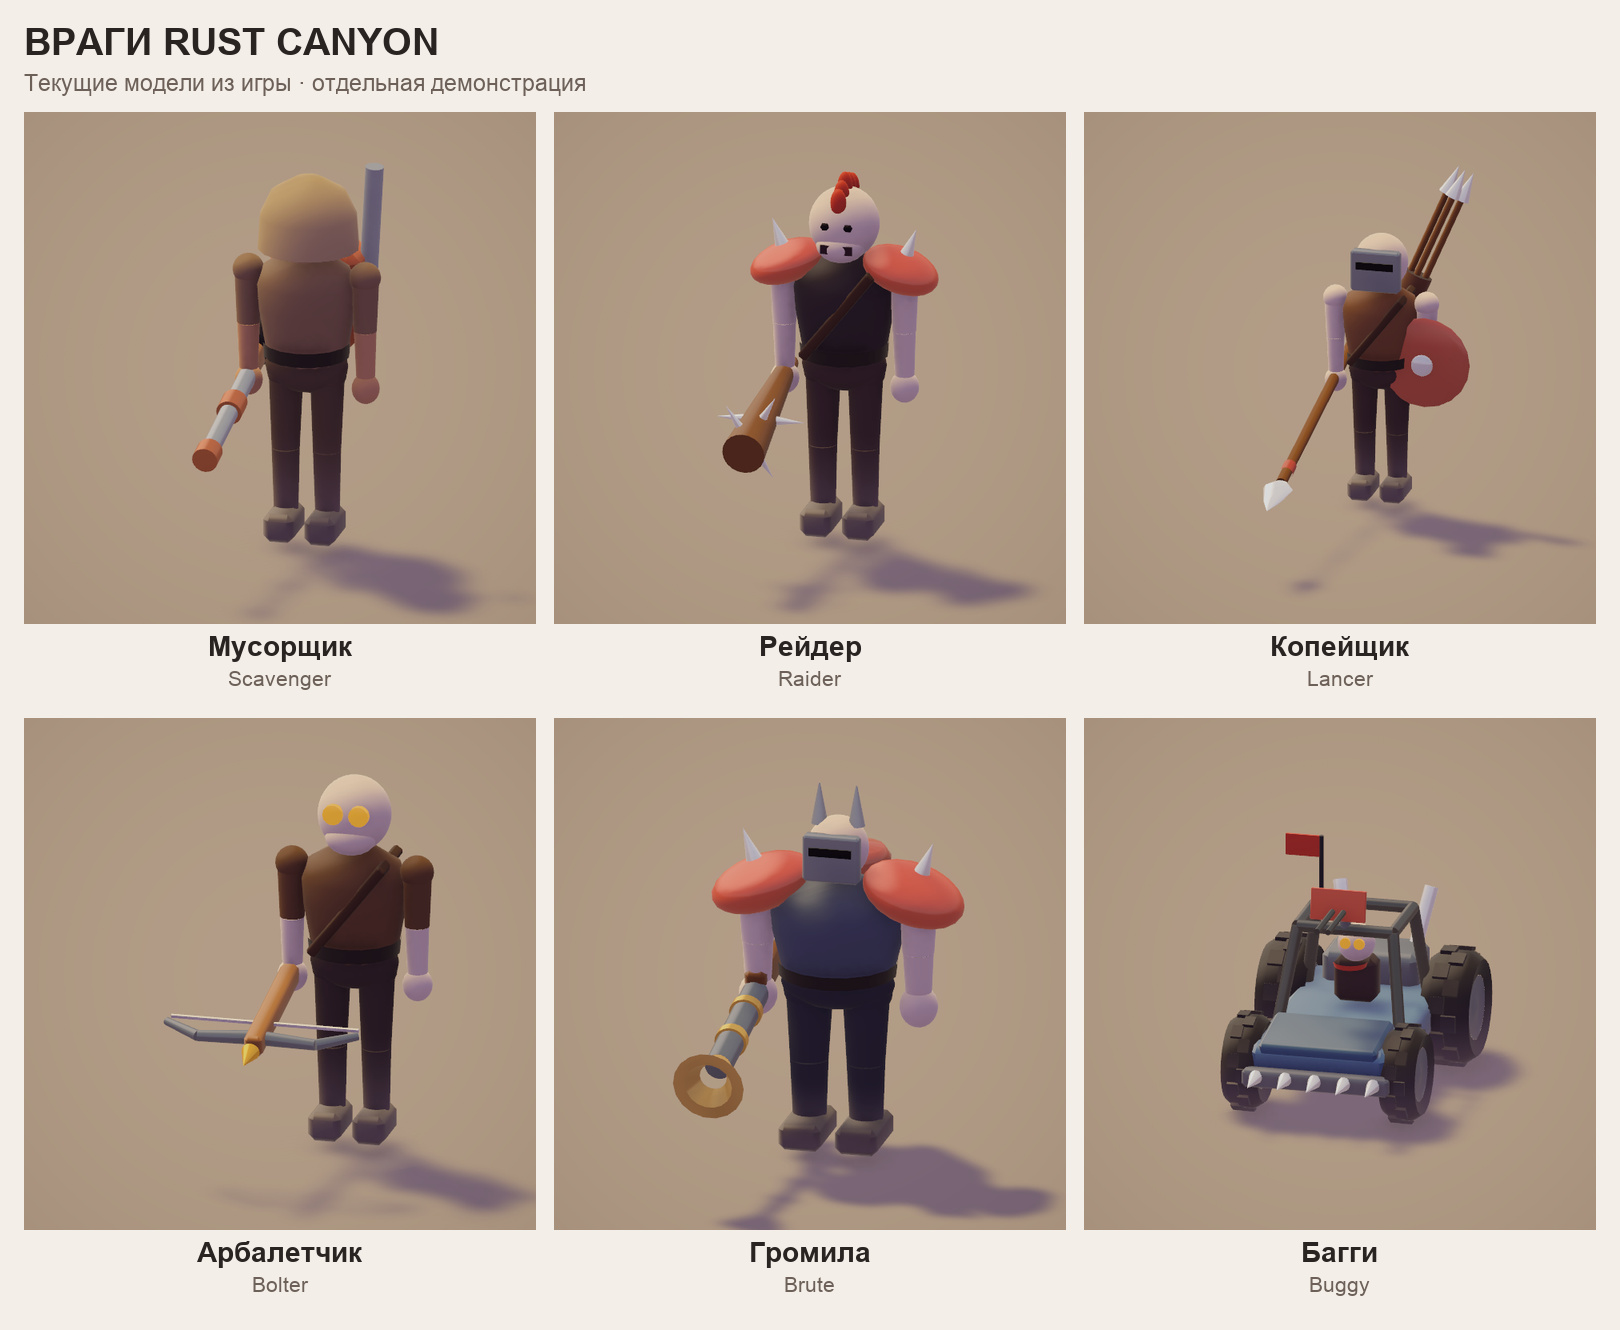 ВРАГИ RUST CANYON
Текущие модели из игры · отдельная демонстрация
Мусорщик
Scavenger
Рейдер
Raider
Копейщик
Lancer
Арбалетчик
Bolter
Громила
Brute
Багги
Buggy